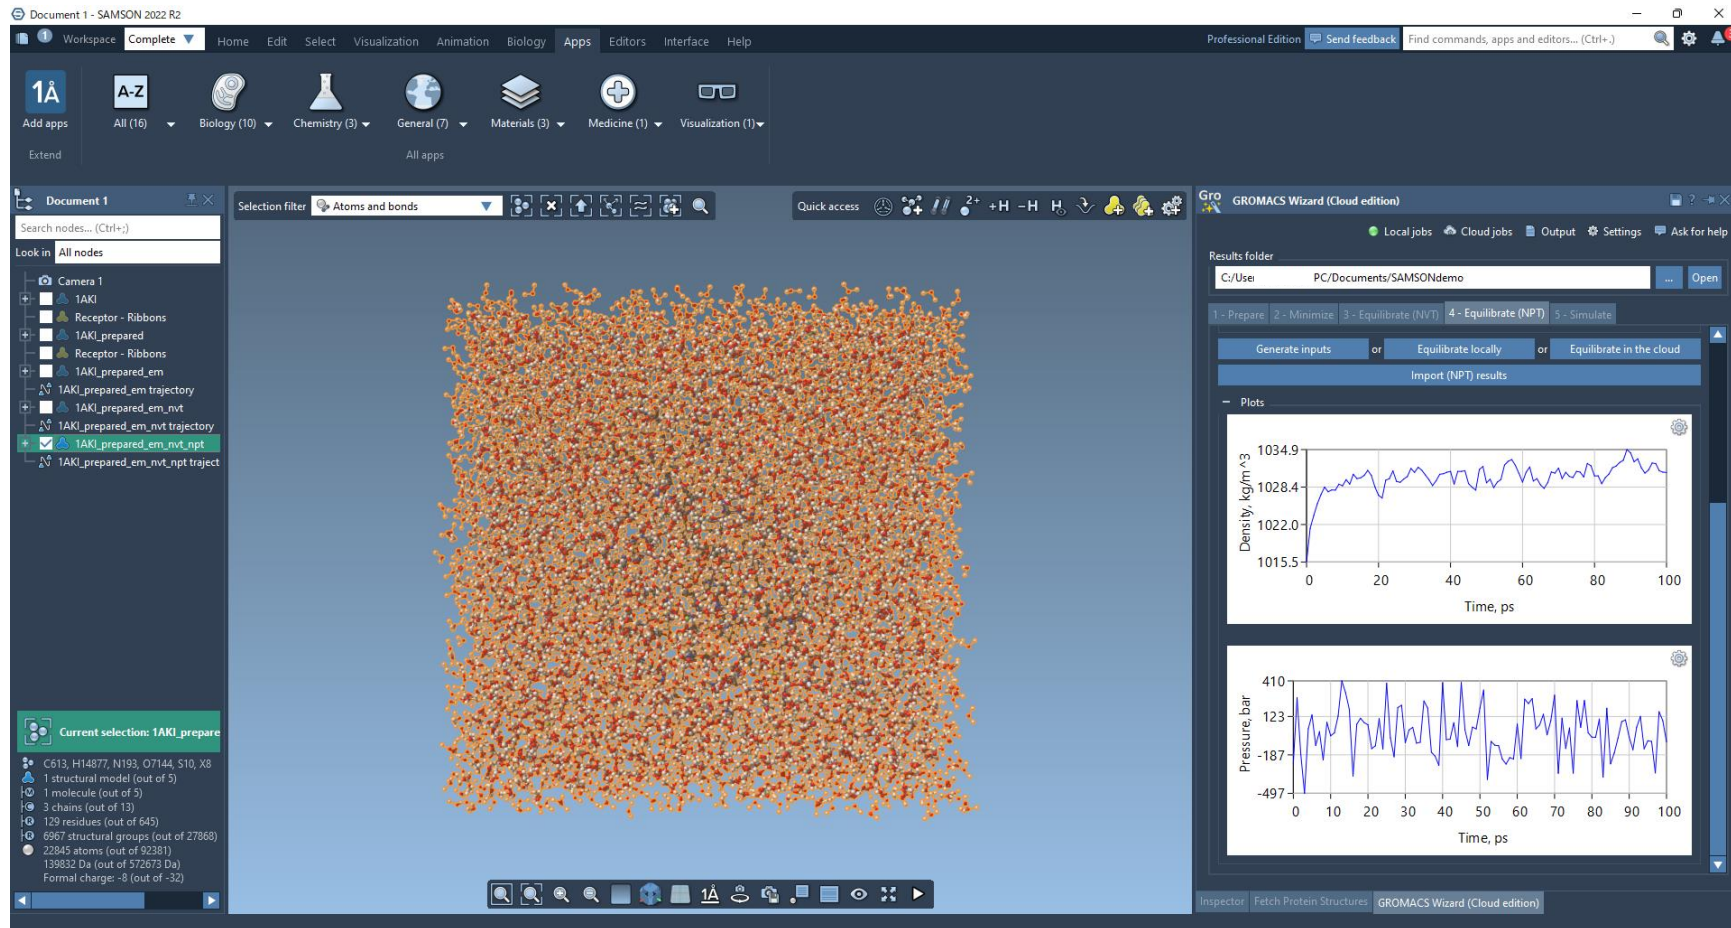 Document 1 - SAMSON 2022 R2
1 Workspace Complete Home Edit Select Visualization Animation Biology Apps Editors Interface Help Professional Edition Send feedback Find commands, apps and editors... (Ctrl+.)
1Å A-Z
Add apps All (16) Biology (10) Chemistry (3) General (7) Materials (3) Medicine (1) Visualization (1)
Extend All apps
Document 1
Search nodes... (Ctrl+;)
Look in All nodes
Camera 1
1AKI
Receptor - Ribbons
1AKI_prepared
Receptor - Ribbons
1AKI_prepared_em
1AKI_prepared_em trajectory
1AKI_prepared_em_nvt
1AKI_prepared_em_nvt trajectory
1AKI_prepared_em_nvt_npt
1AKI_prepared_em_nvt_npt traject
Current selection: 1AKI_prepare
C613, H14877, N193, O7144, S10, X8
1 structural model (out of 5)
1 molecule (out of 5)
3 chains (out of 13)
129 residues (out of 645)
6967 structural groups (out of 27868)
22845 atoms (out of 92381)
139832 Da (out of 572673 Da)
Formal charge: -8 (out of -32)
Selection filter Atoms and bonds
Quick access 2+ +H -H H
1Å
Gro GROMACS Wizard (Cloud edition)
Local jobs Cloud jobs Output Settings Ask for help
Results folder
C:/User PC/Documents/SAMSONdemo ... Open
1 - Prepare 2 - Minimize 3 - Equilibrate (NVT) 4 - Equilibrate (NPT) 5 - Simulate
Generate inputs or Equilibrate locally or Equilibrate in the cloud
Import (NPT) results
Plots
Density, kg/m^3
1034.9
1028.4
1022.0
1015.5
0 20 40 60 80 100
Time, ps
Pressure, bar
410
123
-187
-497
0 10 20 30 40 50 60 70 80 90 100
Time, ps
Inspector Fetch Protein Structures GROMACS Wizard (Cloud edition)